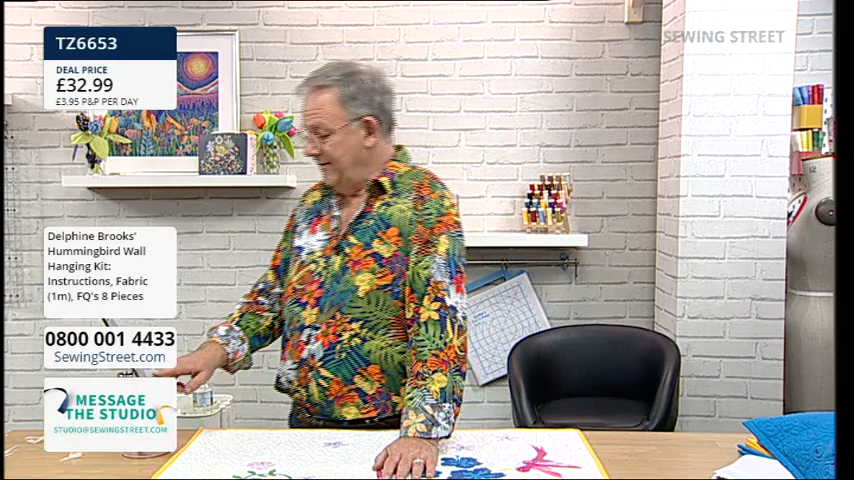 TZ6653
DEAL PRICE
£32.99
£3.95 P&P PER DAY
SEWING STREET
Delphine Brooks'
Hummingbird Wall
Hanging Kit:
Instructions, Fabric
(1m), FQ's 8 Pieces
0800 001 4433
SewingStreet.com
MESSAGE
THE STUDIO
STUDIO@SEWINGSTREET.COM